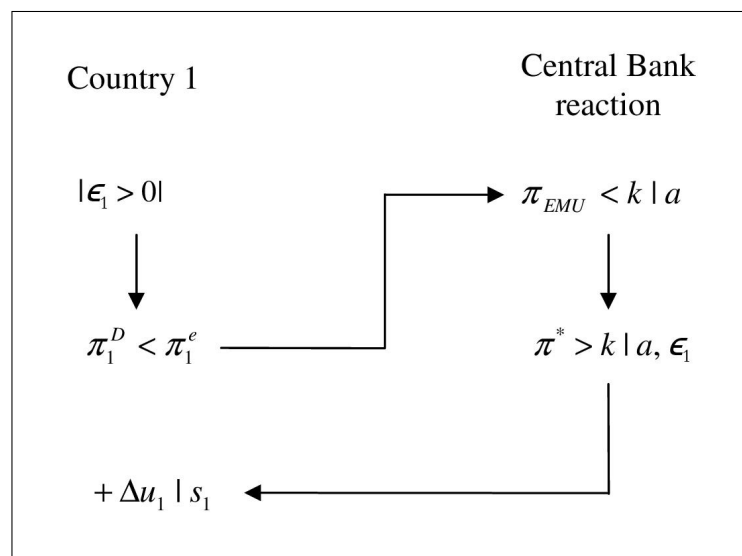 Country 1
Central Bank
reaction
|ϵ₁ > 0|
π_EMU < k | a
π₁ᴰ < π₁ᵉ
π* > k | a, ϵ₁
+ Δu₁ | s₁